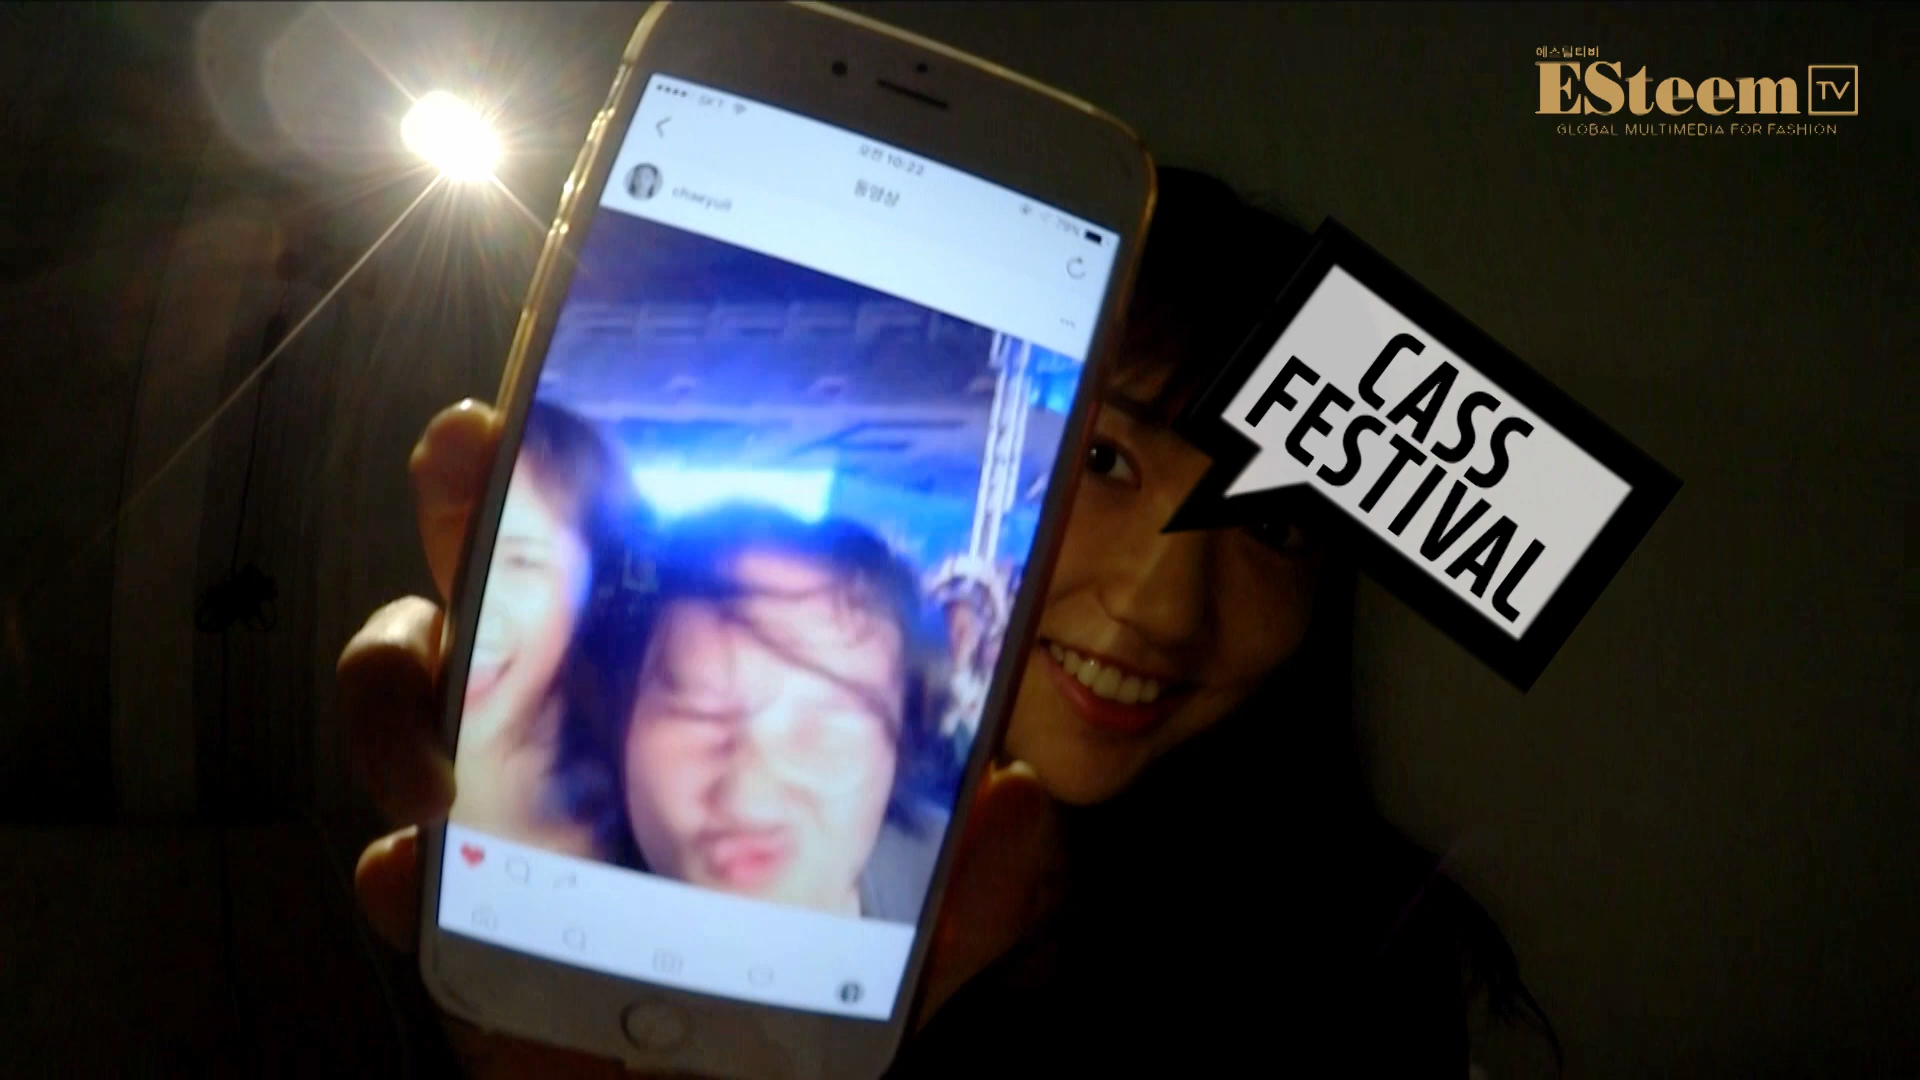 에스팀티비
ESteem TV
GLOBAL MULTIMEDIA FOR FASHION
SKT
오전 10:22
79%
동영상
CASS
FESTIVAL